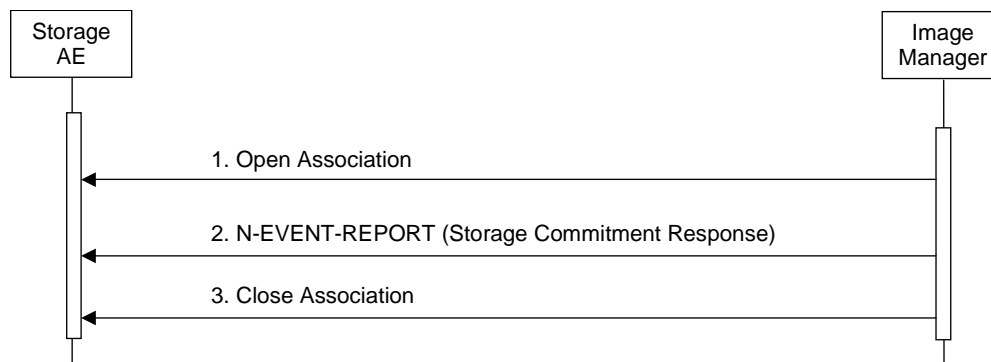 Storage
AE
Image
Manager
1. Open Association
2. N-EVENT-REPORT (Storage Commitment Response)
3. Close Association